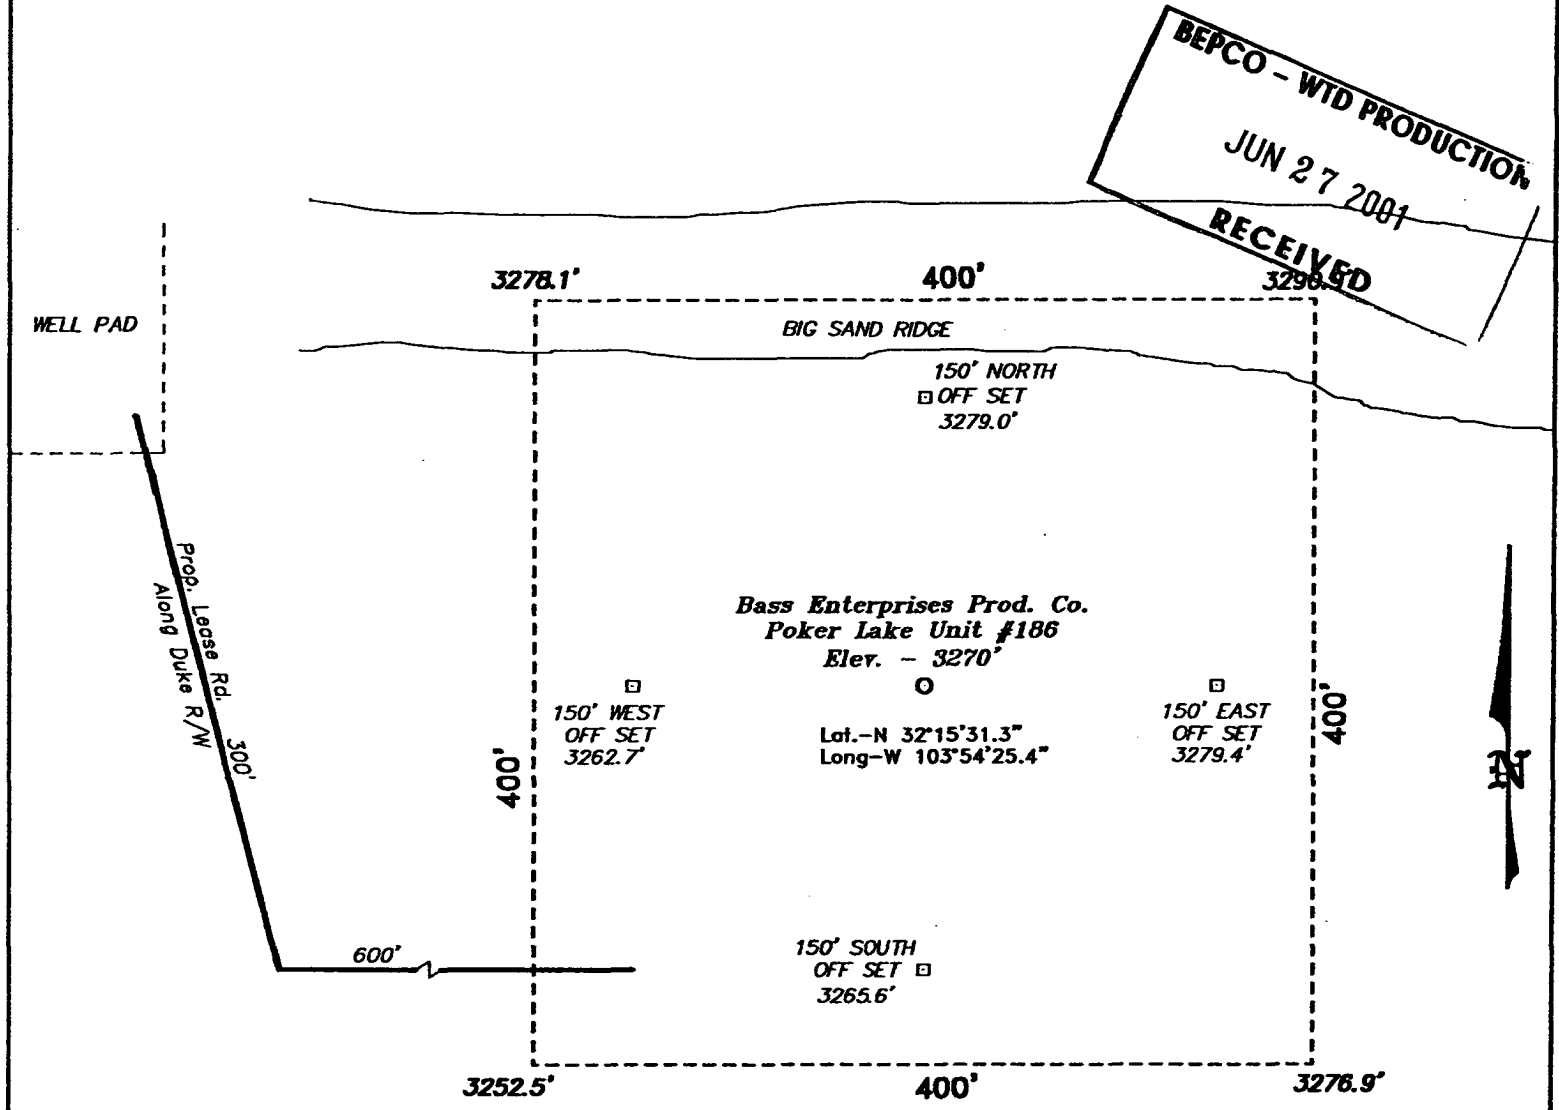 BEPCO - WTD PRODUCTION
JUN 27 2001
RECEIVED
3278.1'
400'
WELL PAD
BIG SAND RIDGE
150' NORTH
OFF SET
3279.0'
Prop. Lease Rd.
Along Duke R/W
300'
Bass Enterprises Prod. Co.
Poker Lake Unit #186
Elev. - 3270'
150' WEST
OFF SET
3262.7'
Lat.-N 32°15'31.3"
Long-W 103°54'25.4"
150' EAST
OFF SET
3279.4'
400'
400'
N
600'
150' SOUTH
OFF SET
3265.6'
3252.5'
400'
3276.9'